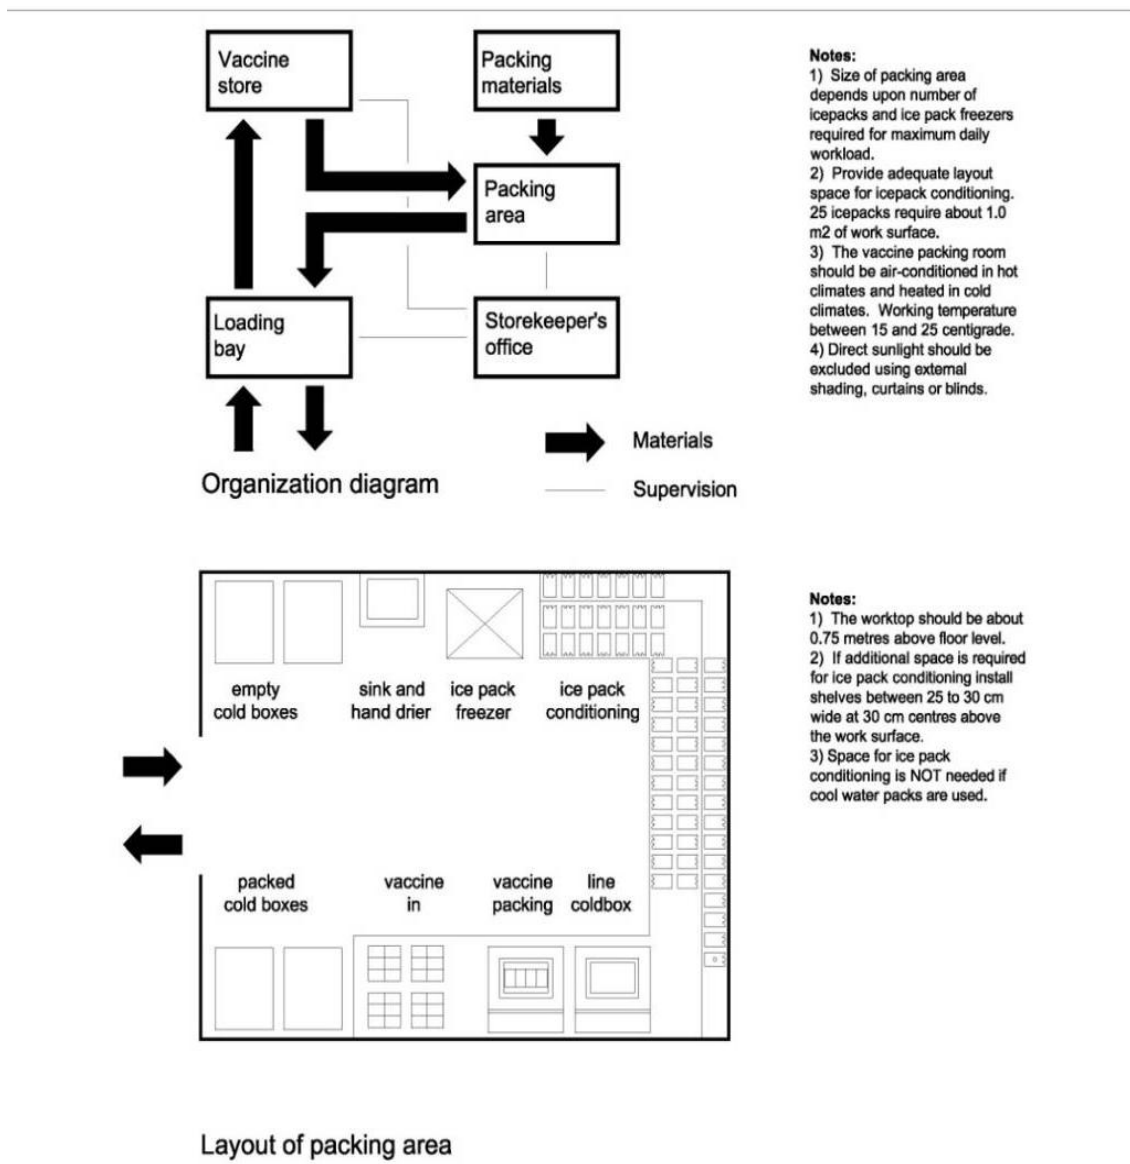 Vaccine
store
Packing
materials
Packing
area
Loading
bay
Storekeeper's
office
Materials
Supervision
Organization diagram
Notes:
1) Size of packing area
depends upon number of
icepacks and ice pack freezers
required for maximum daily
workload.
2) Provide adequate layout
space for icepack conditioning.
25 icepacks require about 1.0
m2 of work surface.
3) The vaccine packing room
should be air-conditioned in hot
climates and heated in cold
climates. Working temperature
between 15 and 25 centigrade.
4) Direct sunlight should be
excluded using external
shading, curtains or blinds.
empty
cold boxes
sink and
hand drier
ice pack
freezer
ice pack
conditioning
packed
cold boxes
vaccine
in
vaccine
packing
line
coldbox
Notes:
1) The worktop should be about
0.75 metres above floor level.
2) If additional space is required
for ice pack conditioning install
shelves between 25 to 30 cm
wide at 30 cm centres above
the work surface.
3) Space for ice pack
conditioning is NOT needed if
cool water packs are used.
Layout of packing area